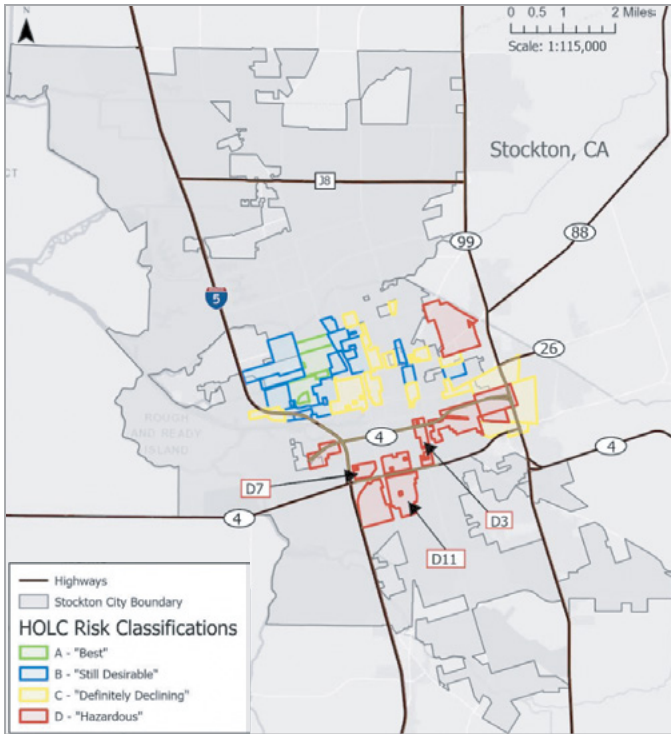 N
0 0.5 1 2 Miles
Scale: 1:115,000
CT
Stockton, CA
J8
99
88
5
26
ROUGH
AND READY
ISLAND
4
4
D7
D3
4
D11
Highways
Stockton City Boundary
HOLC Risk Classifications
A - "Best"
B - "Still Desirable"
C - "Definitely Declining"
D - "Hazardous"